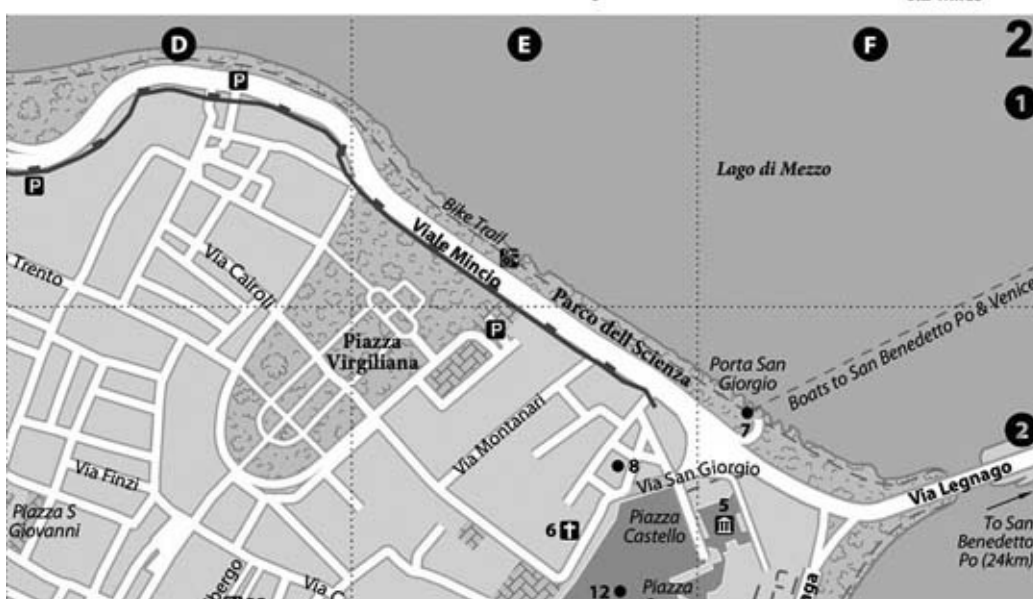 D
E
F
2
1
P
P
Lago di Mezzo
Bike Trail
Viale Mincio
Trento
Via Cairoli
Parco dell Scienza
Boats to San Benedetto Po & Venice
P
Piazza
Virgiliana
Porta San
Giorgio
7
2
Via Montanari
8
Via San Giorgio
Via Legnago
Via Finzi
Piazza S
Giovanni
5
6
Piazza
Castello
To San
Benedetto
Po (24km)
12
Piazza
Via